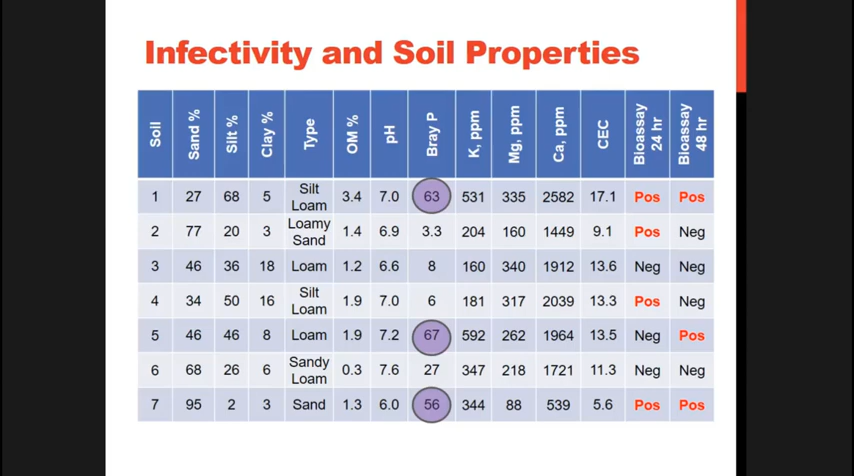 Infectivity and Soil Properties
Soil Sand % Silt % Clay % Type OM % pH Bray P K, ppm Mg, ppm Ca, ppm CEC Bioassay 24 hr Bioassay 48 hr
1 27 68 5 Silt Loam 3.4 7.0 63 531 335 2582 17.1 Pos Pos
2 77 20 3 Loamy Sand 1.4 6.9 3.3 204 160 1449 9.1 Pos Neg
3 46 36 18 Loam 1.2 6.6 8 160 340 1912 13.6 Neg Neg
4 34 50 16 Silt Loam 1.9 7.0 6 181 317 2039 13.3 Pos Neg
5 46 46 8 Loam 1.9 7.2 67 592 262 1964 13.5 Neg Pos
6 68 26 6 Sandy Loam 0.3 7.6 27 347 218 1721 11.3 Neg Neg
7 95 2 3 Sand 1.3 6.0 56 344 88 539 5.6 Pos Pos